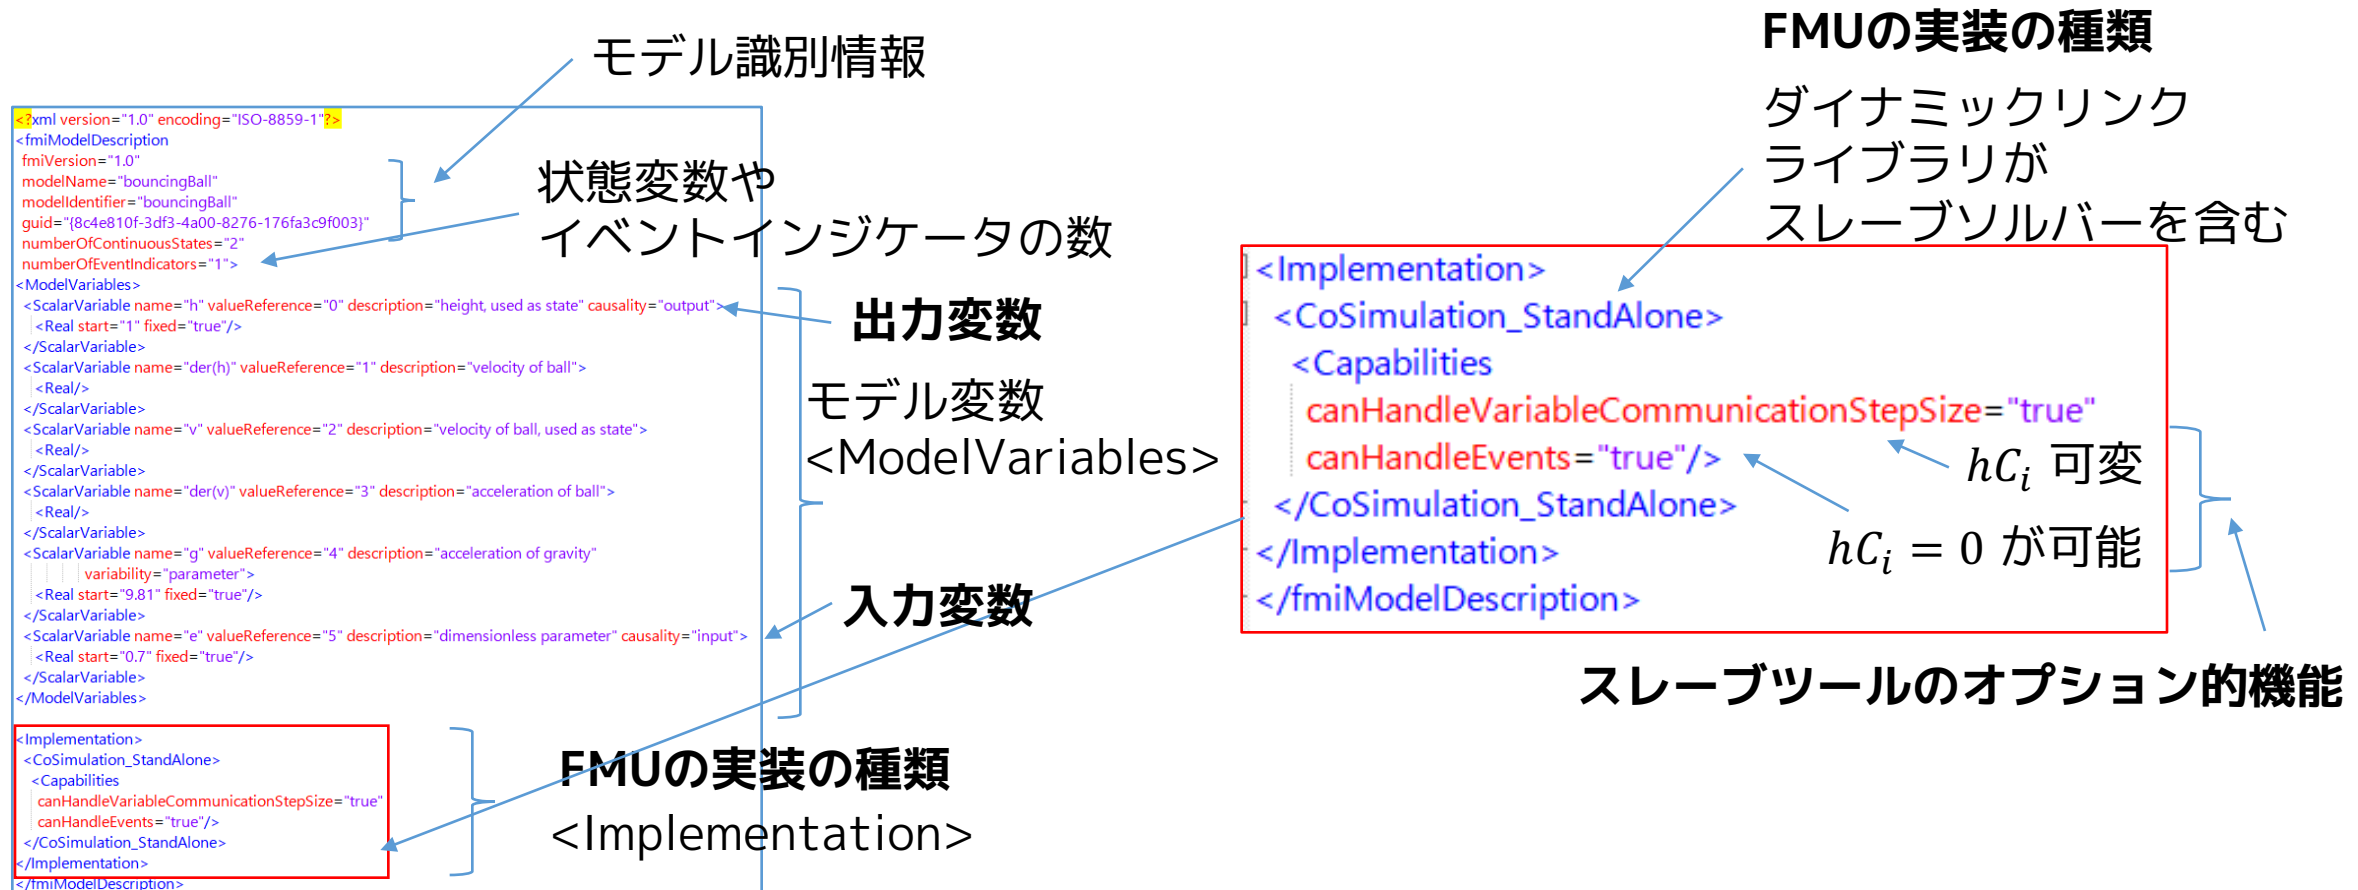 モデル識別情報
<?xml version="1.0" encoding="ISO-8859-1"?>
<fmiModelDescription
fmiVersion="1.0"
modelName="bouncingBall"
modelIdentifier="bouncingBall"
guid="{8c4e810f-3df3-4a00-8276-176fa3c9f003}"
numberOfContinuousStates="2"
numberOfEventIndicators="1">
<ModelVariables>
<ScalarVariable name="h" valueReference="0" description="height, used as state" causality="output">
<Real start="1" fixed="true"/>
</ScalarVariable>
<ScalarVariable name="der(h)" valueReference="1" description="velocity of ball">
<Real/>
</ScalarVariable>
<ScalarVariable name="v" valueReference="2" description="velocity of ball, used as state">
<Real/>
</ScalarVariable>
<ScalarVariable name="der(v)" valueReference="3" description="acceleration of ball">
<Real/>
</ScalarVariable>
<ScalarVariable name="g" valueReference="4" description="acceleration of gravity"
variability="parameter">
<Real start="9.81" fixed="true"/>
</ScalarVariable>
<ScalarVariable name="e" valueReference="5" description="dimensionless parameter" causality="input">
<Real start="0.7" fixed="true"/>
</ScalarVariable>
</ModelVariables>
<Implementation>
<CoSimulation_StandAlone>
<Capabilities
canHandleVariableCommunicationStepSize="true"
canHandleEvents="true"/>
</CoSimulation_StandAlone>
</Implementation>
</fmiModelDescription>
状態変数や
イベントインジケータの数
出力変数
モデル変数
<ModelVariables>
入力変数
FMUの実装の種類
<Implementation>
FMUの実装の種類
ダイナミックリンク
ライブラリが
スレーブソルバーを含む
<Implementation>
<CoSimulation_StandAlone>
<Capabilities
canHandleVariableCommunicationStepSize="true"
canHandleEvents="true"/>
</CoSimulation_StandAlone>
</Implementation>
</fmiModelDescription>
hC_i 可変
hC_i = 0 が可能
スレーブツールのオプション的機能